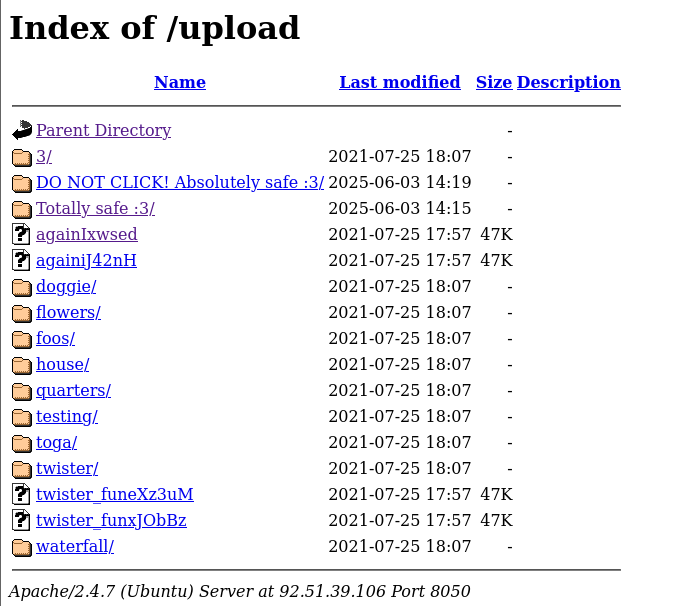 Index of /upload
Name Last modified Size Description
Parent Directory -
3/ 2021-07-25 18:07 -
DO NOT CLICK! Absolutely safe :3/ 2025-06-03 14:19 -
Totally safe :3/ 2025-06-03 14:15 -
againIxwsed 2021-07-25 17:57 47K
againiJ42nH 2021-07-25 17:57 47K
doggie/ 2021-07-25 18:07 -
flowers/ 2021-07-25 18:07 -
foos/ 2021-07-25 18:07 -
house/ 2021-07-25 18:07 -
quarters/ 2021-07-25 18:07 -
testing/ 2021-07-25 18:07 -
toga/ 2021-07-25 18:07 -
twister/ 2021-07-25 18:07 -
twister_funeXz3uM 2021-07-25 17:57 47K
twister_funxJObBz 2021-07-25 17:57 47K
waterfall/ 2021-07-25 18:07 -
Apache/2.4.7 (Ubuntu) Server at 92.51.39.106 Port 8050